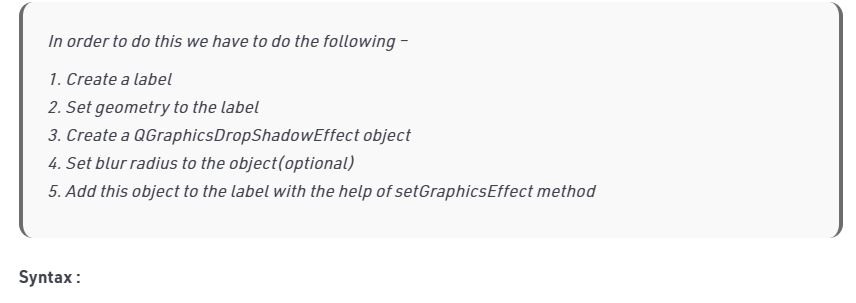 In order to do this we have to do the following –
1. Create a label
2. Set geometry to the label
3. Create a QGraphicsDropShadowEffect object
4. Set blur radius to the object(optional)
5. Add this object to the label with the help of setGraphicsEffect method
Syntax :